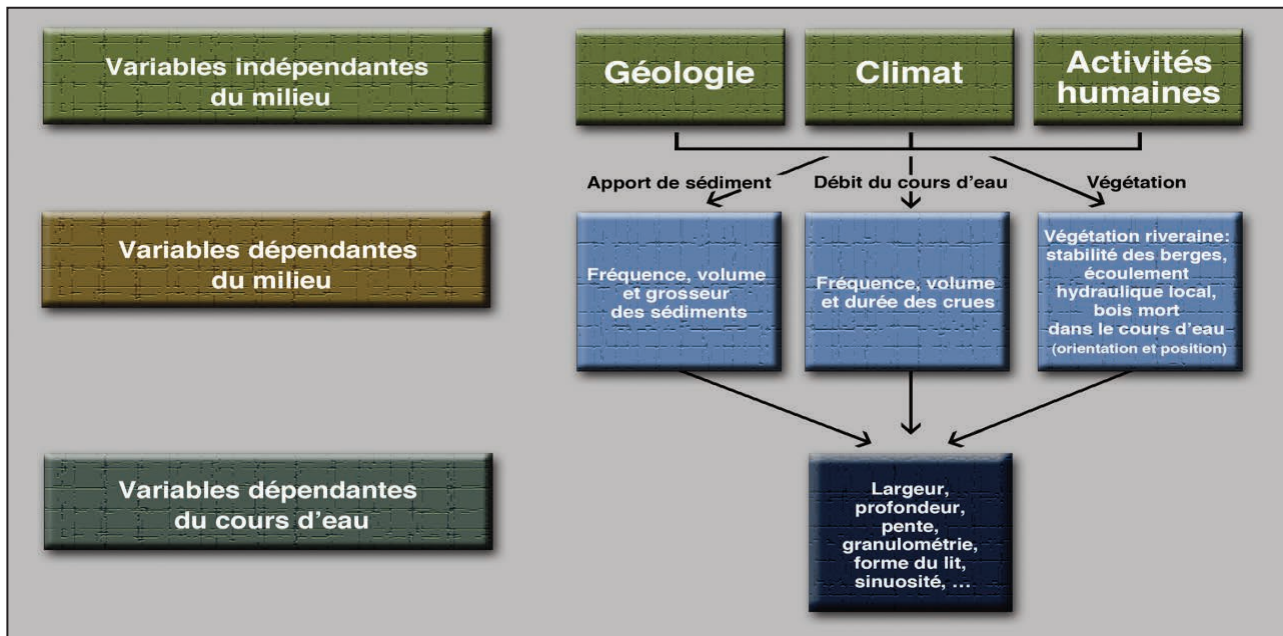 Variables indépendantes
du milieu
Géologie
Climat
Activités
humaines
Apport de sédiment
Débit du cours d'eau
Végétation
Variables dépendantes
du milieu
Fréquence, volume
et grosseur
des sédiments
Fréquence, volume
et durée des crues
Végétation riveraine:
stabilité des berges,
écoulement
hydraulique local,
bois mort
dans le cours d'eau
(orientation et position)
Variables dépendantes
du cours d'eau
Largeur,
profondeur,
pente,
granulométrie,
forme du lit,
sinuosité, ...